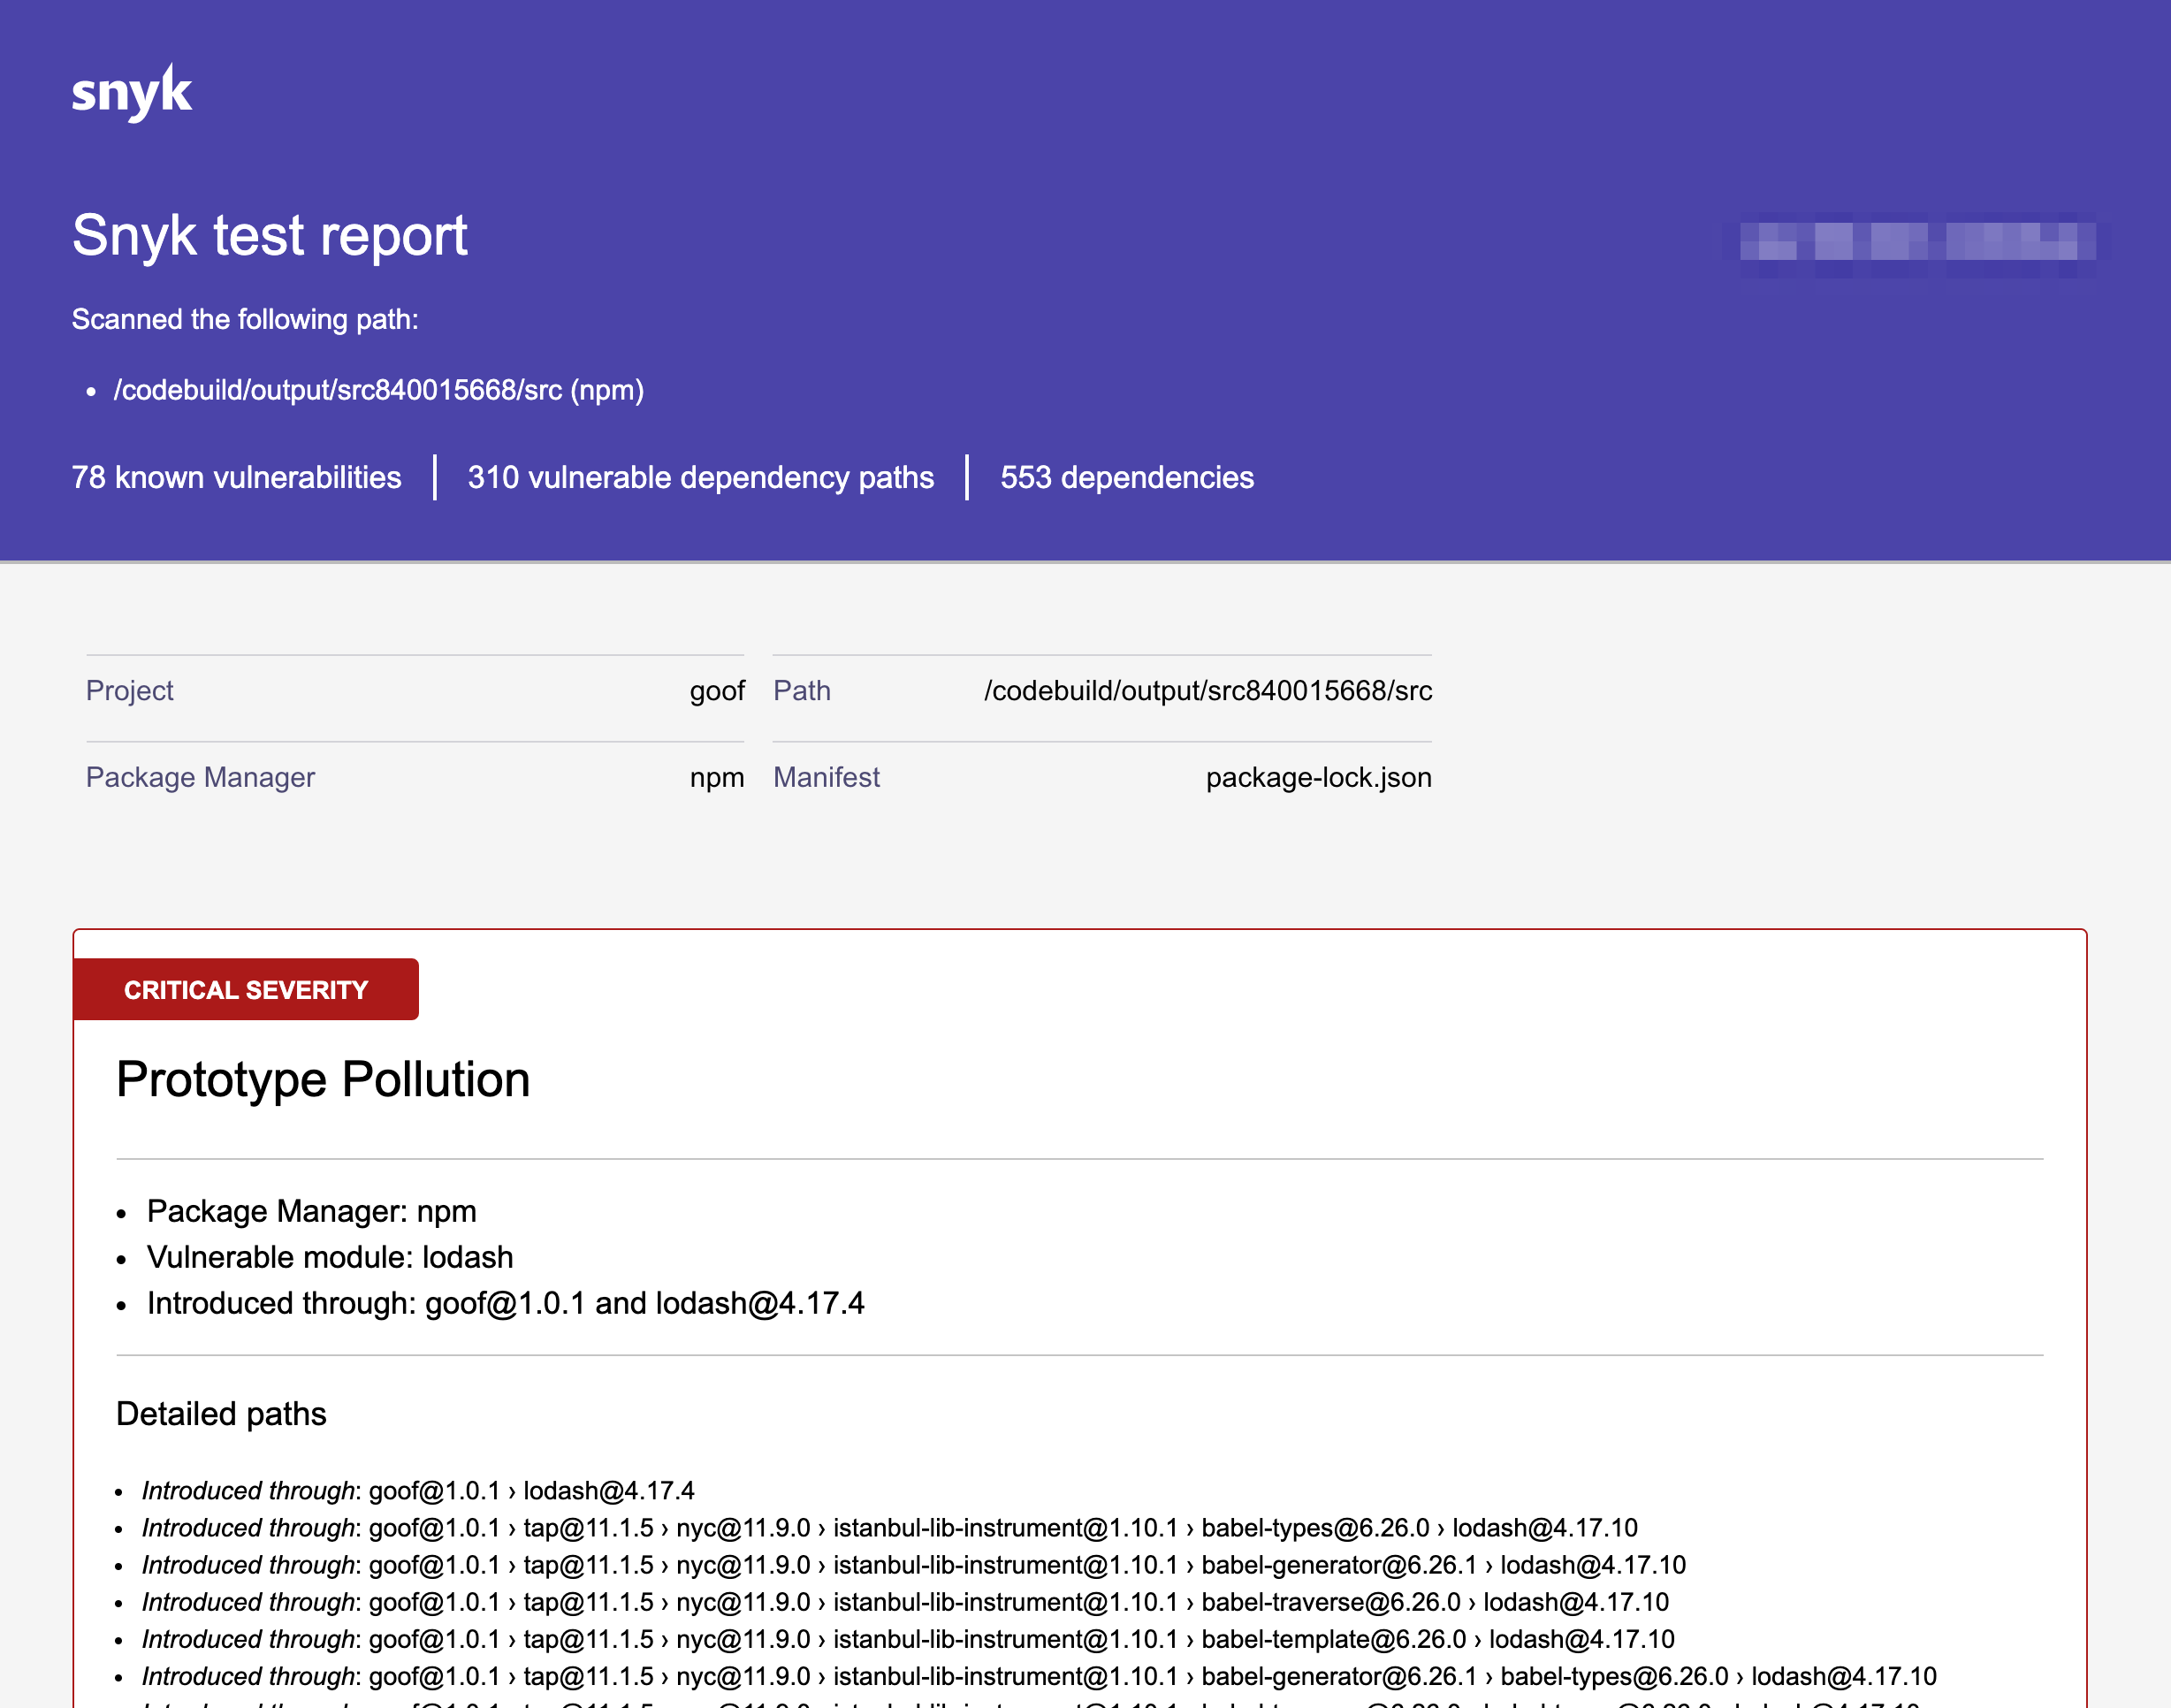 snyk
Snyk test report
Scanned the following path:
• /codebuild/output/src840015668/src (npm)
78 known vulnerabilities | 310 vulnerable dependency paths | 553 dependencies
Project goof Path /codebuild/output/src840015668/src
Package Manager npm Manifest package-lock.json
CRITICAL SEVERITY
Prototype Pollution
• Package Manager: npm
• Vulnerable module: lodash
• Introduced through: goof@1.0.1 and lodash@4.17.4
Detailed paths
• Introduced through: goof@1.0.1 › lodash@4.17.4
• Introduced through: goof@1.0.1 › tap@11.1.5 › nyc@11.9.0 › istanbul-lib-instrument@1.10.1 › babel-types@6.26.0 › lodash@4.17.10
• Introduced through: goof@1.0.1 › tap@11.1.5 › nyc@11.9.0 › istanbul-lib-instrument@1.10.1 › babel-generator@6.26.1 › lodash@4.17.10
• Introduced through: goof@1.0.1 › tap@11.1.5 › nyc@11.9.0 › istanbul-lib-instrument@1.10.1 › babel-traverse@6.26.0 › lodash@4.17.10
• Introduced through: goof@1.0.1 › tap@11.1.5 › nyc@11.9.0 › istanbul-lib-instrument@1.10.1 › babel-template@6.26.0 › lodash@4.17.10
• Introduced through: goof@1.0.1 › tap@11.1.5 › nyc@11.9.0 › istanbul-lib-instrument@1.10.1 › babel-generator@6.26.1 › babel-types@6.26.0 › lodash@4.17.10